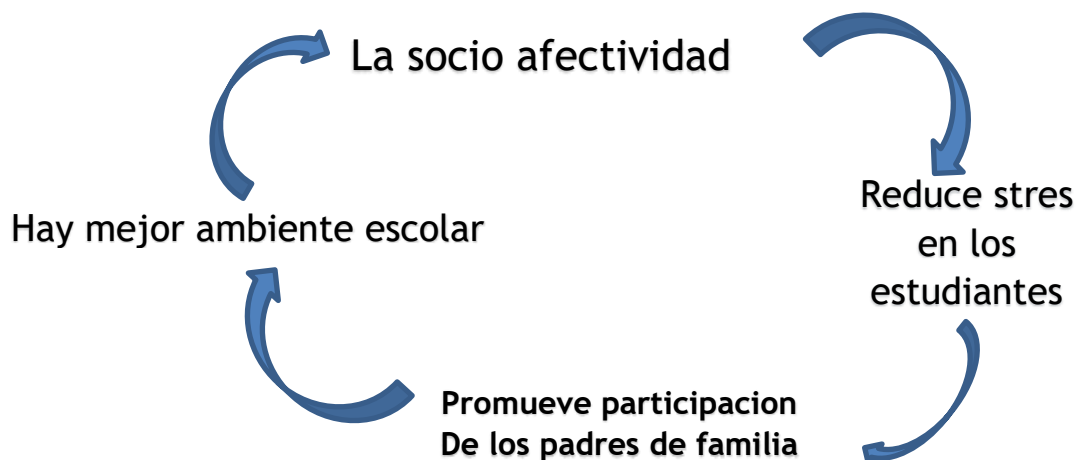 La socio afectividad
Reduce stres
en los
estudiantes
Hay mejor ambiente escolar
Promueve participacion
De los padres de familia